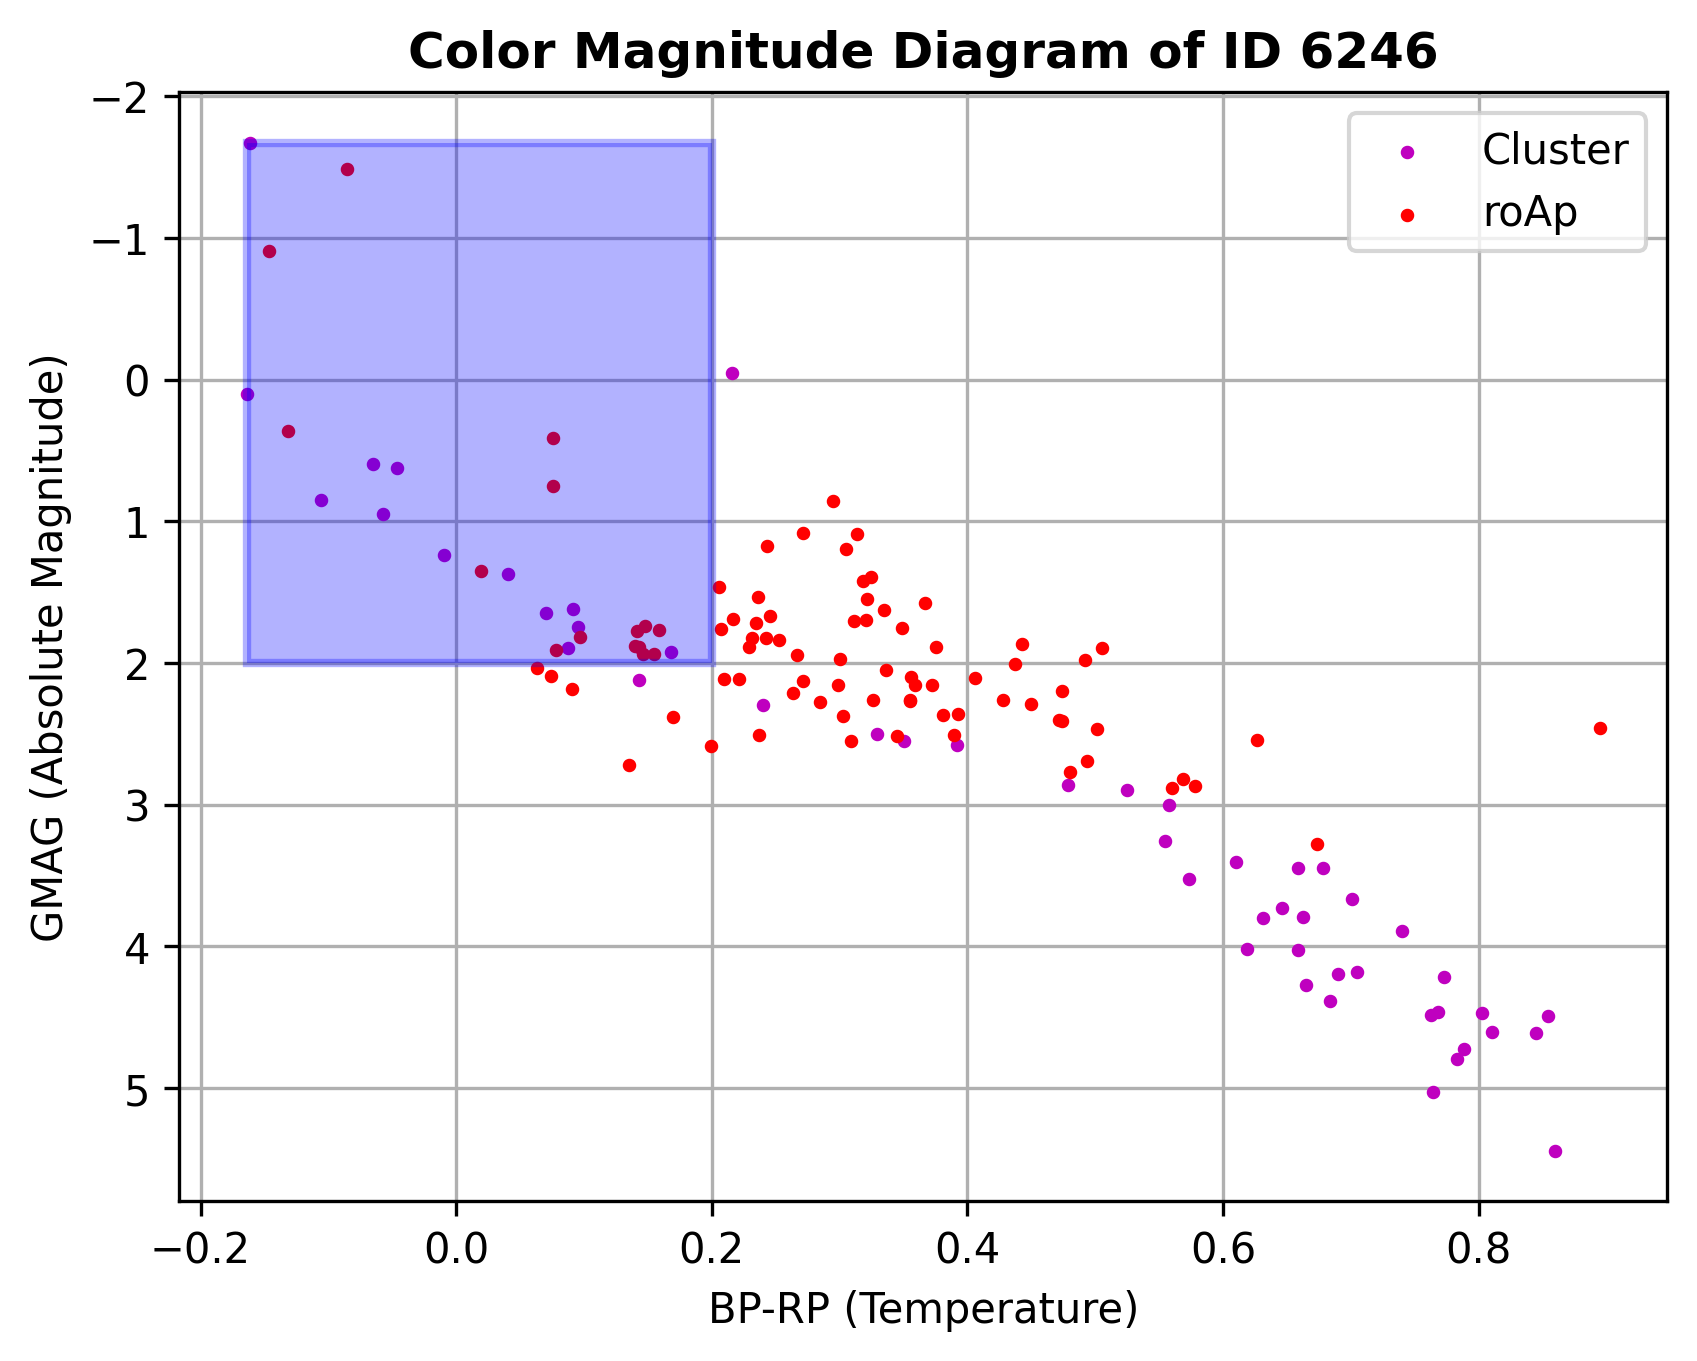 Color Magnitude Diagram of ID 6246
Cluster
roAp
GMAG (Absolute Magnitude)
−2
−1
0
1
2
3
4
5
−0.2
0.0
0.2
0.4
0.6
0.8
BP-RP (Temperature)